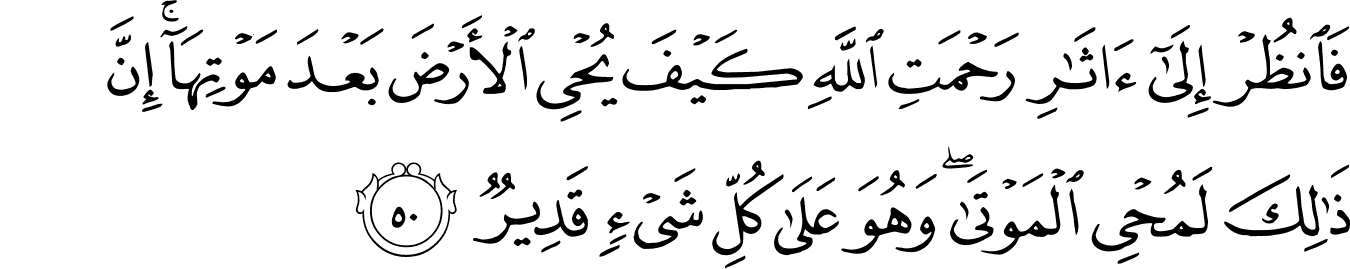 فَٱنظُرْ إِلَىٰٓ ءَاثَٰرِ رَحْمَتِ ٱللَّهِ كَيْفَ يُحْىِ ٱلْأَرْضَ بَعْدَ مَوْتِهَآ ۚ إِنَّ
ذَٰلِكَ لَمُحْىِ ٱلْمَوْتَىٰ ۖ وَهُوَ عَلَىٰ كُلِّ شَىْءٍ قَدِيرٌ ٥٠